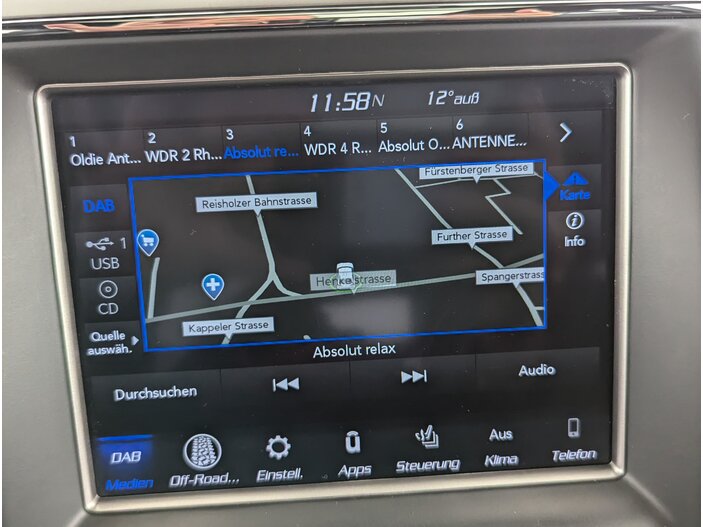 11:58 N 12°auß
1 2 3 4 5 6
Oldie Ant... WDR 2 Rh... Absolut re... WDR 4 R... Absolut O... ANTENNE...
DAB
USB 1
CD
Quelle
auswäh.
Fürstenberger Strasse
Reisholzer Bahnstrasse
Further Strasse
Spangerstrass
Kappeler Strasse
Karte
Info
Absolut relax
Durchsuchen
Audio
DAB
Medien
Off-Road...
Einstell.
Apps
Steuerung
Aus
Klima
Telefon